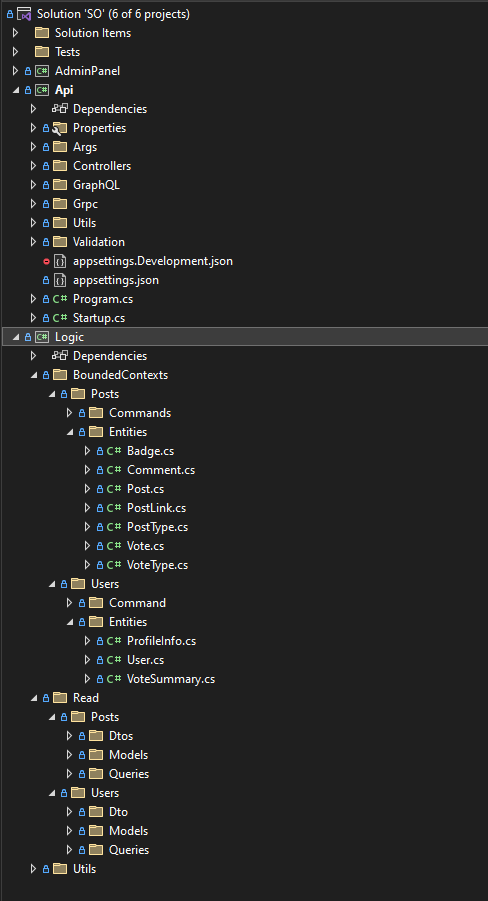 Solution 'SO' (6 of 6 projects)
Solution Items
Tests
C# AdminPanel
C# Api
Dependencies
Properties
Args
Controllers
GraphQL
Grpc
Utils
Validation
appsettings.Development.json
appsettings.json
C# Program.cs
C# Startup.cs
C# Logic
Dependencies
BoundedContexts
Posts
Commands
Entities
C# Badge.cs
C# Comment.cs
C# Post.cs
C# PostLink.cs
C# PostType.cs
C# Vote.cs
C# VoteType.cs
Users
Command
Entities
C# ProfileInfo.cs
C# User.cs
C# VoteSummary.cs
Read
Posts
Dtos
Models
Queries
Users
Dto
Models
Queries
Utils